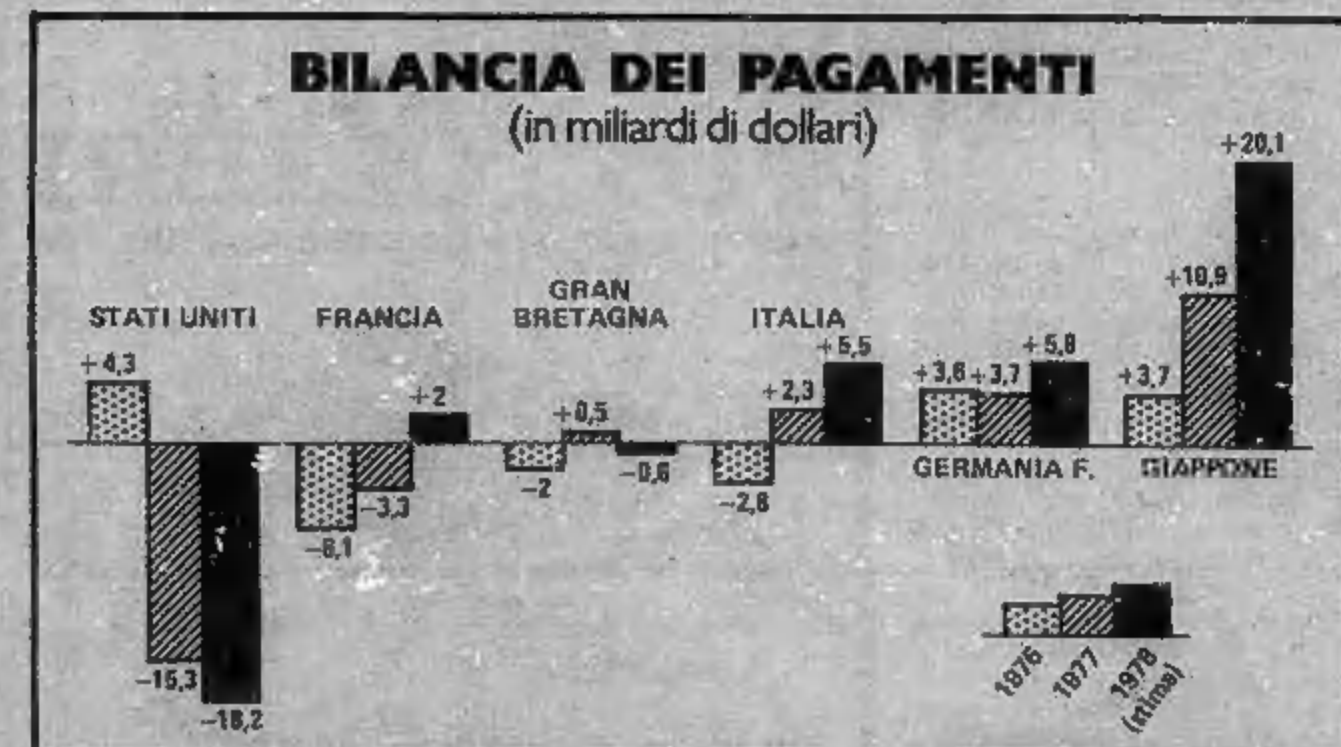 BILANCIA DEI PAGAMENTI
(in miliardi di dollari)
STATI UNITI
+4,3
−15,3
−18,2
FRANCIA
−6,1
−3,3
+2
GRAN
BRETAGNA
−2
+0,5
−0,6
ITALIA
−2,8
+2,3
+5,5
+3,8
+3,7
+5,8
GERMANIA F.
+3,7
+10,9
+20,1
GIAPPONE
1976
1977
1978
(stima)